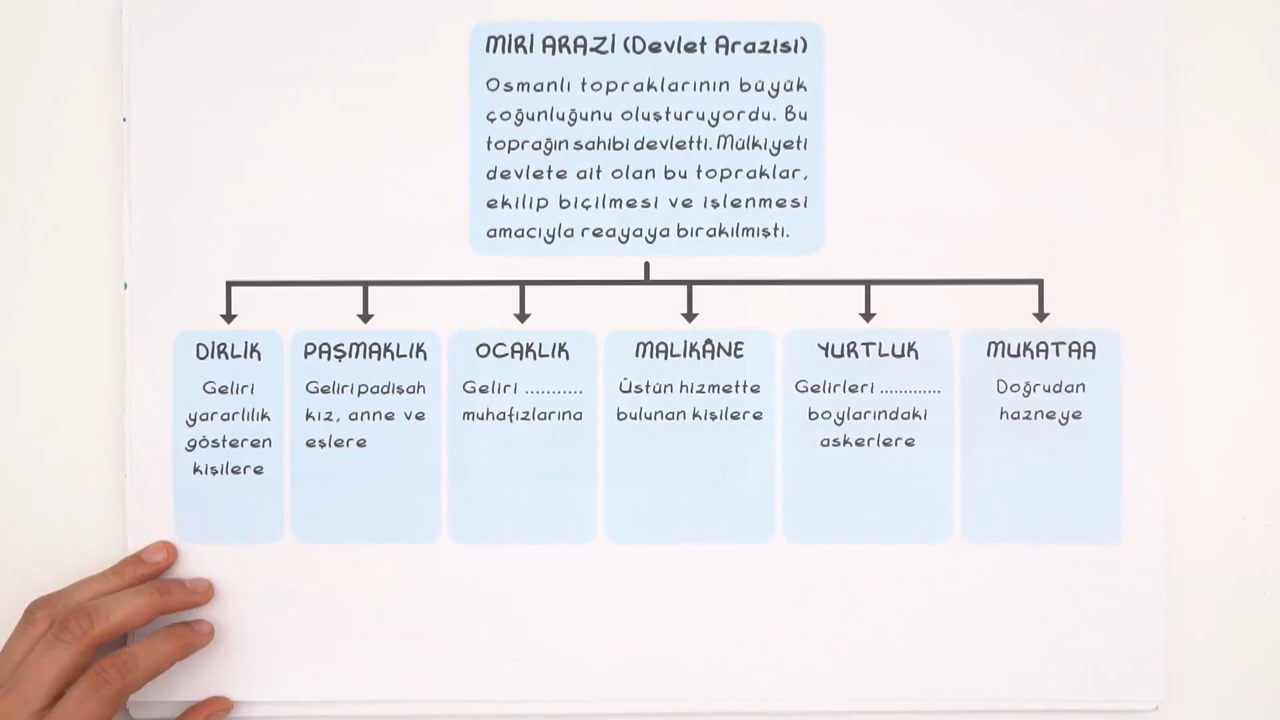 MİRİ ARAZİ (Devlet Arazisi)
Osmanlı topraklarının büyük
çoğunluğunu oluşturuyordu. Bu
toprağın sahibi devletti. Mülkiyeti
devlete ait olan bu topraklar,
ekilip biçilmesi ve işlenmesi
amacıyla reayaya bırakılmıştı.
DİRLİK
Geliri
yararlılık
gösteren
kişilere
PAŞMAKLIK
Geliri padişah
kız, anne ve
eşlere
OCAKLIK
Geliri ...........
muhafızlarına
MALİKÂNE
Üstün hizmette
bulunan kişilere
YURTLUK
Gelirleri .............
boylarındaki
askerlere
MUKATAA
Doğrudan
hazneye